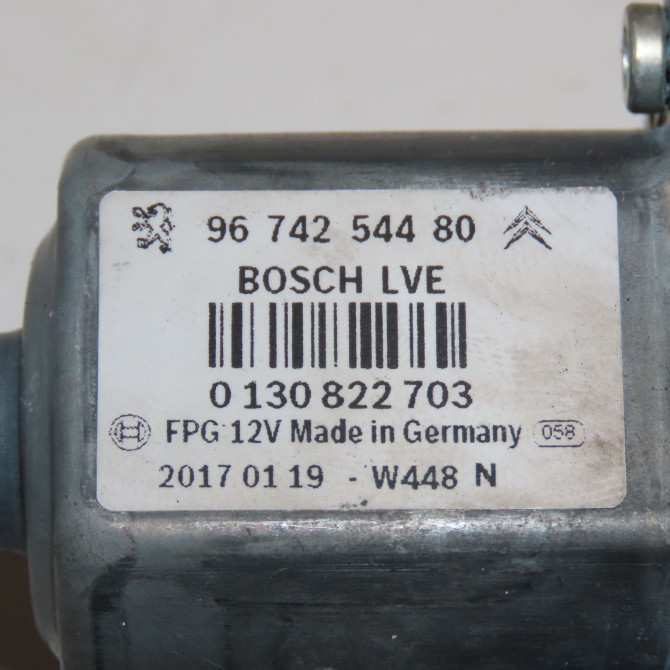 96 742 544 80
BOSCH LVE
0 130 822 703
FPG 12V Made in Germany 058
2017 01 19 - W448 N